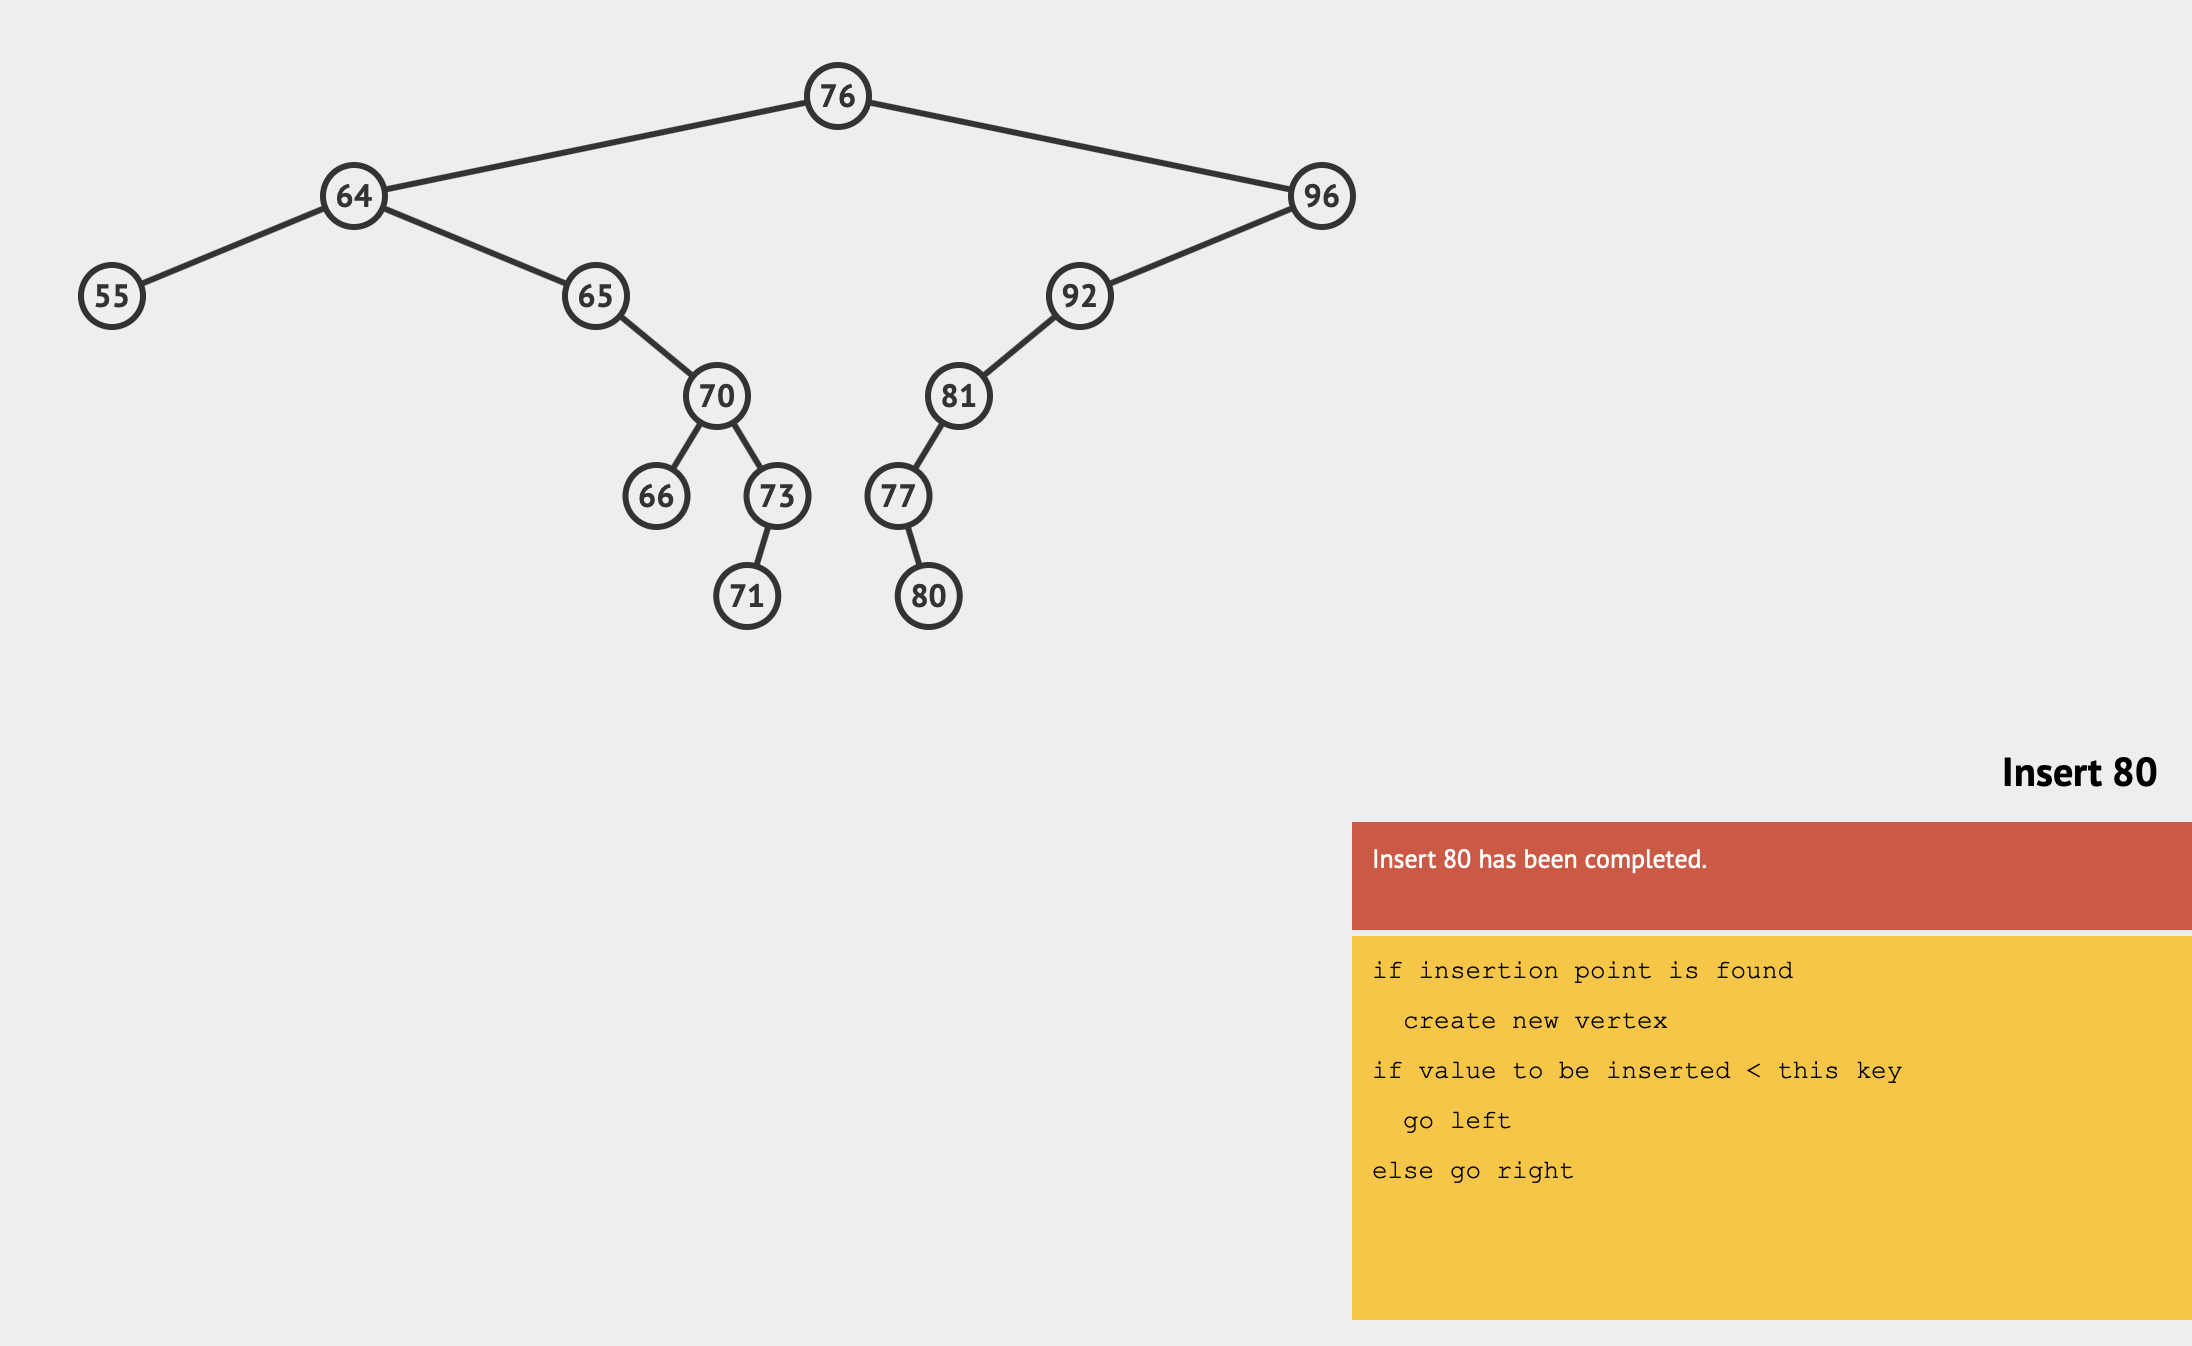 76
64
96
55
65
92
70
81
66
73
77
71
80
Insert 80
Insert 80 has been completed.
if insertion point is found
create new vertex
if value to be inserted < this key
go left
else go right